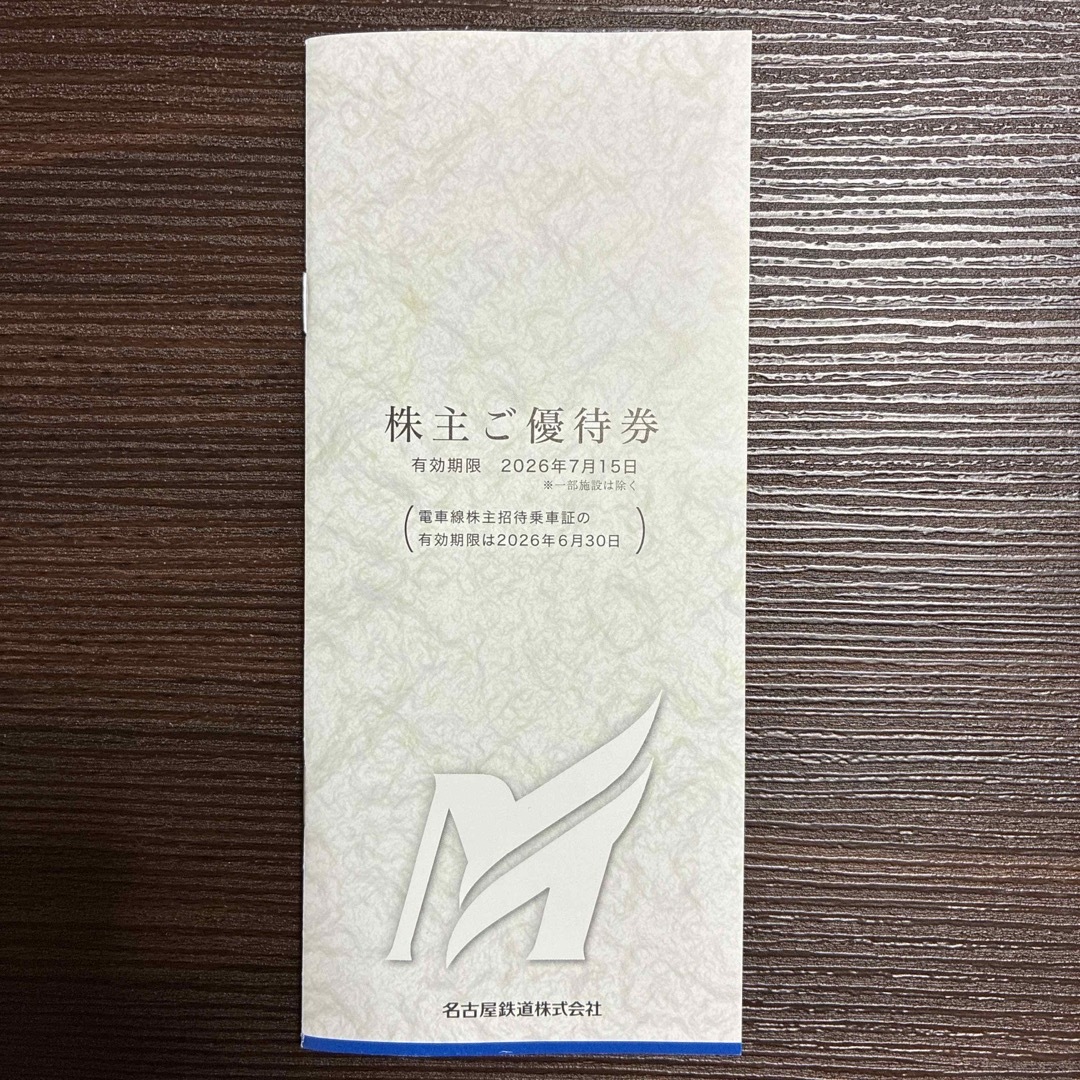 株主ご優待券
有効期限 2026年7月15日
※一部施設は除く
(電車線株主招待乗車証の
有効期限は2026年6月30日)
名古屋鉄道株式会社